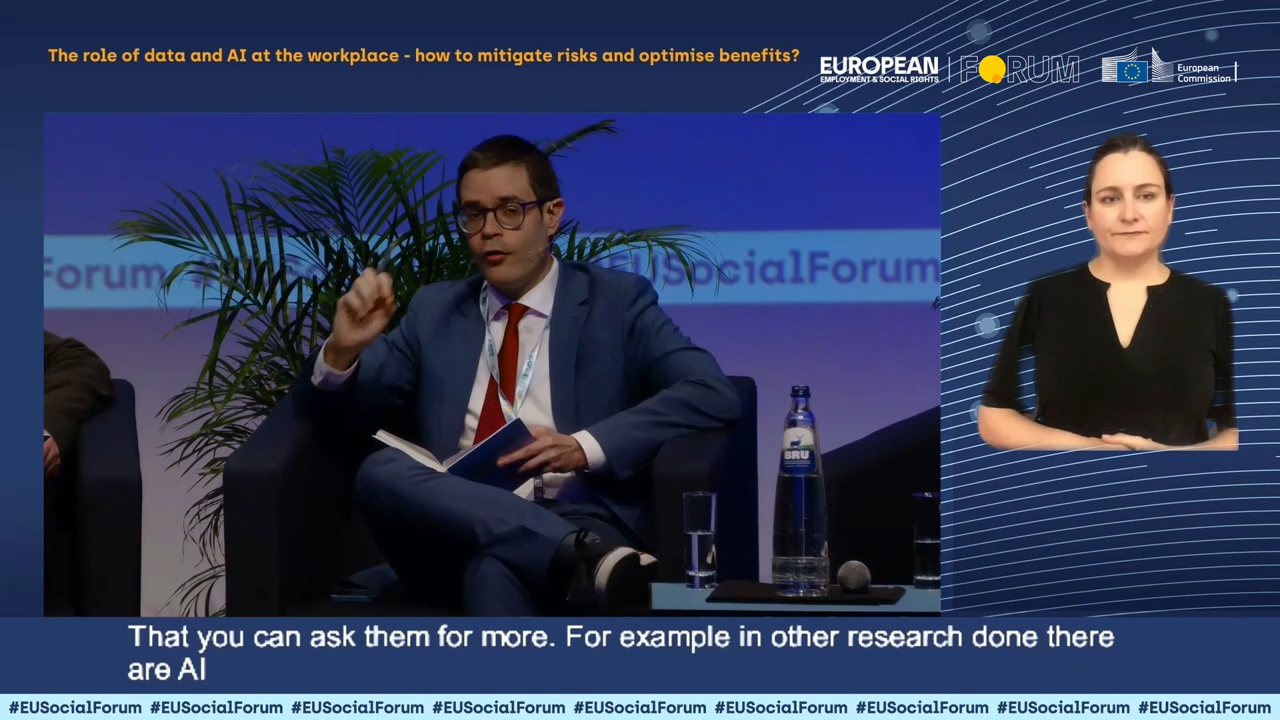 The role of data and AI at the workplace - how to mitigate risks and optimise benefits?
EUROPEAN
EMPLOYMENT & SOCIAL RIGHTS
FORUM
European
Commission
Forum
EUSocialForum
BRU
That you can ask them for more. For example in other research done there
are AI
#EUSocialForum #EUSocialForum #EUSocialForum #EUSocialForum #EUSocialForum #EUSocialForum #EUSocialForum #EUSocialForum #EUSocialForum